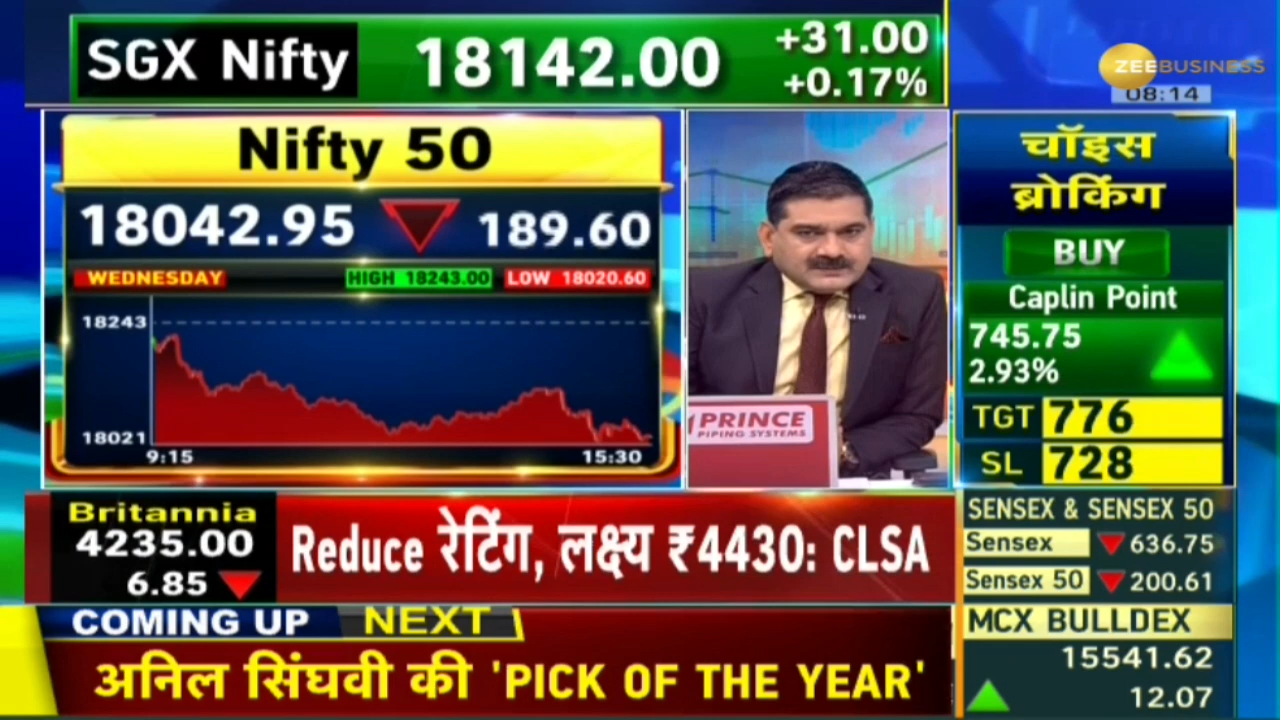 SGX Nifty
18142.00
+31.00
+0.17%
ZEEBUSINESS
08:14
Nifty 50
18042.95
189.60
WEDNESDAY
HIGH 18243.00
LOW 18020.60
18243
18021
9:15
15:30
PRINCE
PIPING SYSTEMS
चॉइस
ब्रोकिंग
BUY
Caplin Point
745.75
2.93%
TGT 776
SL 728
Britannia
4235.00
6.85
Reduce रेटिंग, लक्ष्य ₹4430: CLSA
SENSEX & SENSEX 50
Sensex 636.75
Sensex 50 200.61
MCX BULLDEX
15541.62
12.07
COMING UP NEXT
अनिल सिंघवी की 'PICK OF THE YEAR'